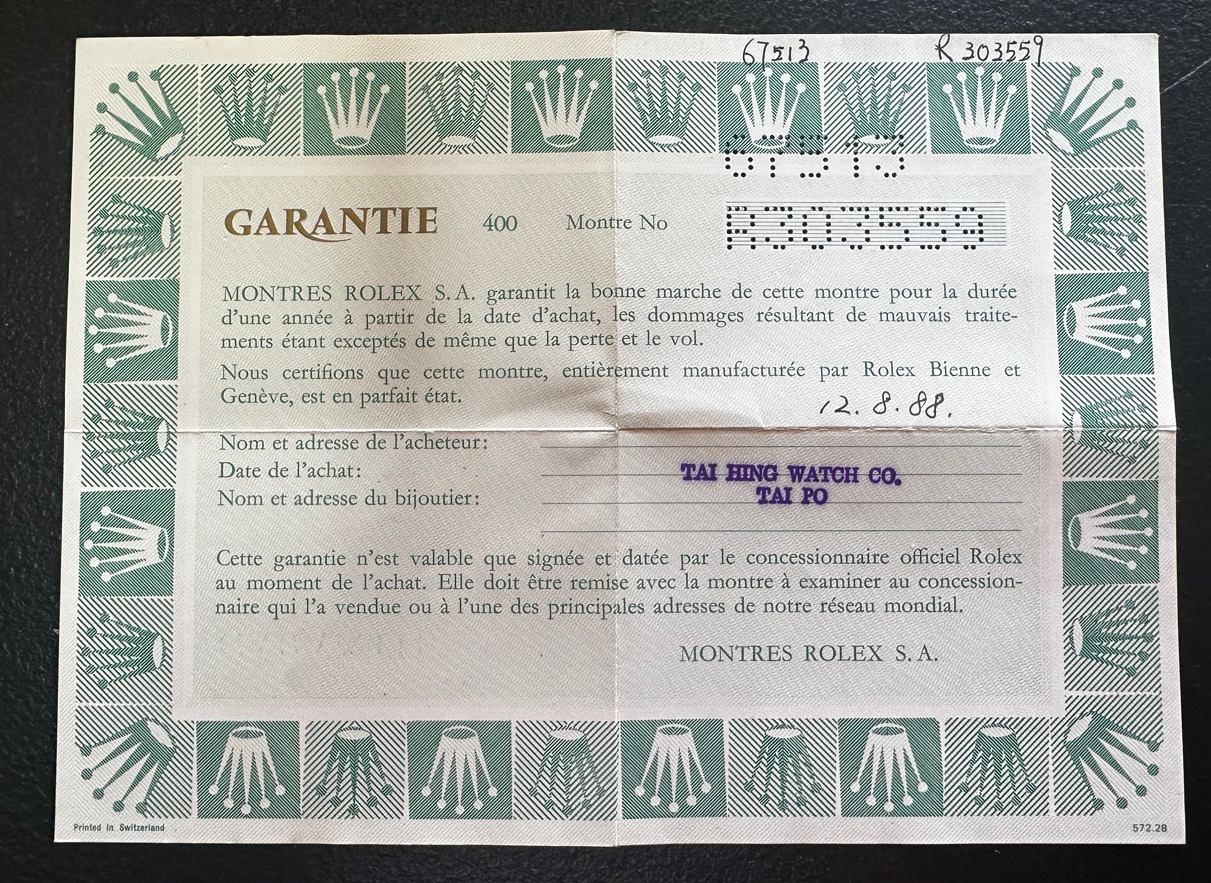 67513 R 303559
67513
GARANTIE 400 Montre No R303559
MONTRES ROLEX S. A. garantit la bonne marche de cette montre pour la durée
d'une année à partir de la date d'achat, les dommages résultant de mauvais traite-
ments étant exceptés de même que la perte et le vol.
Nous certifions que cette montre, entièrement manufacturée par Rolex Bienne et
Genève, est en parfait état.
12. 8. 88.
Nom et adresse de l'acheteur:
Date de l'achat: TAI HING WATCH CO.
Nom et adresse du bijoutier: TAI PO
Cette garantie n'est valable que signée et datée par le concessionnaire officiel Rolex
au moment de l'achat. Elle doit être remise avec la montre à examiner au concession-
naire qui l'a vendue ou à l'une des principales adresses de notre réseau mondial.
MONTRES ROLEX S. A.
Printed in Switzerland 572.28